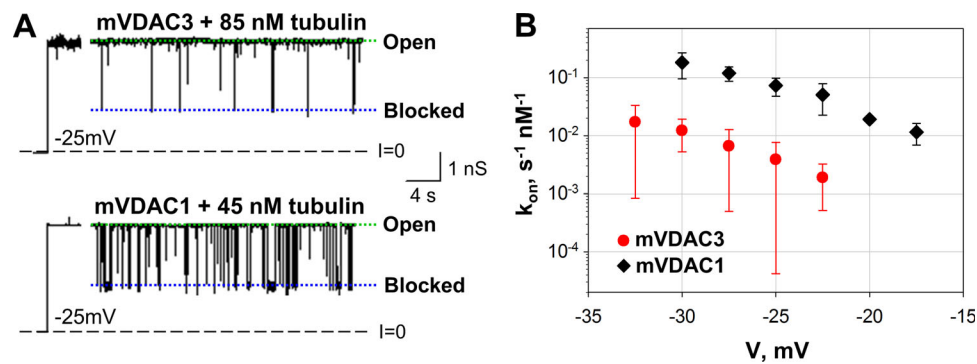 A
mVDAC3 + 85 nM tubulin
Open
Blocked
-25mV
I=0
1 nS
4 s
mVDAC1 + 45 nM tubulin
Open
Blocked
-25mV
I=0
B
k_on, s⁻¹ nM⁻¹
10⁻¹
10⁻²
10⁻³
10⁻⁴
mVDAC3
mVDAC1
-35 -30 -25 -20 -15
V, mV